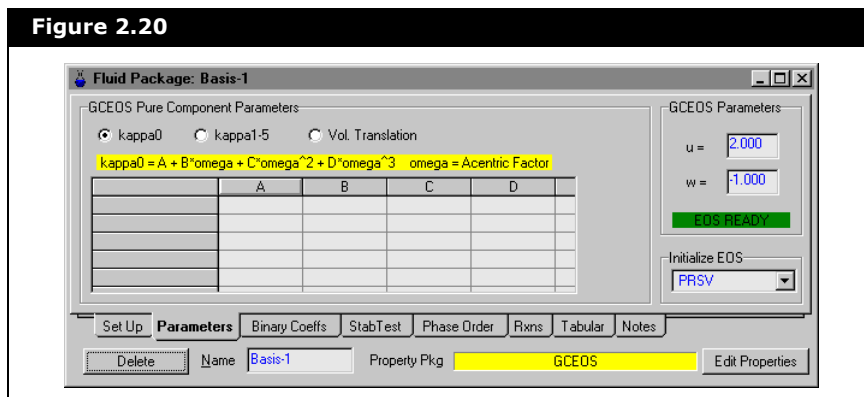 Figure 2.20
Fluid Package: Basis-1
GCEOS Pure Component Parameters
kappa0 kappa1-5 Vol. Translation
kappa0 = A + B*omega + C*omega^2 + D*omega^3 omega = Acentric Factor
A B C D
GCEOS Parameters
u = 2.000
w = -1.000
EOS READY
Initialize EOS
PRSV
Set Up Parameters Binary Coeffs StabTest Phase Order Rxns Tabular Notes
Delete Name Basis-1 Property Pkg GCEOS Edit Properties